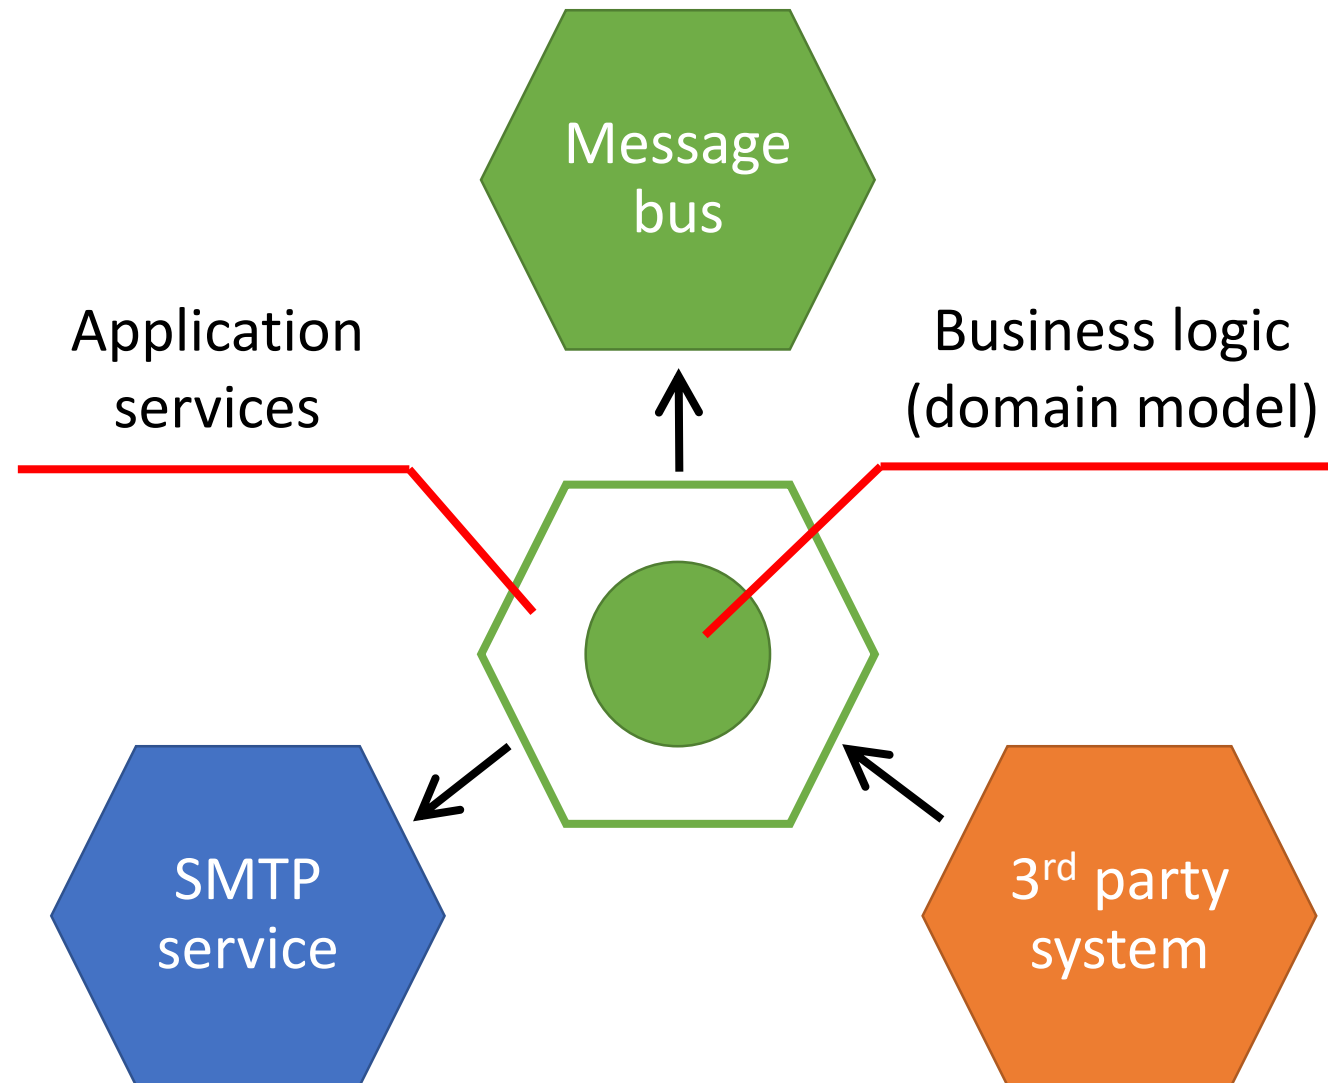 Message
bus
Application
services
Business logic
(domain model)
SMTP
service
3rd party
system